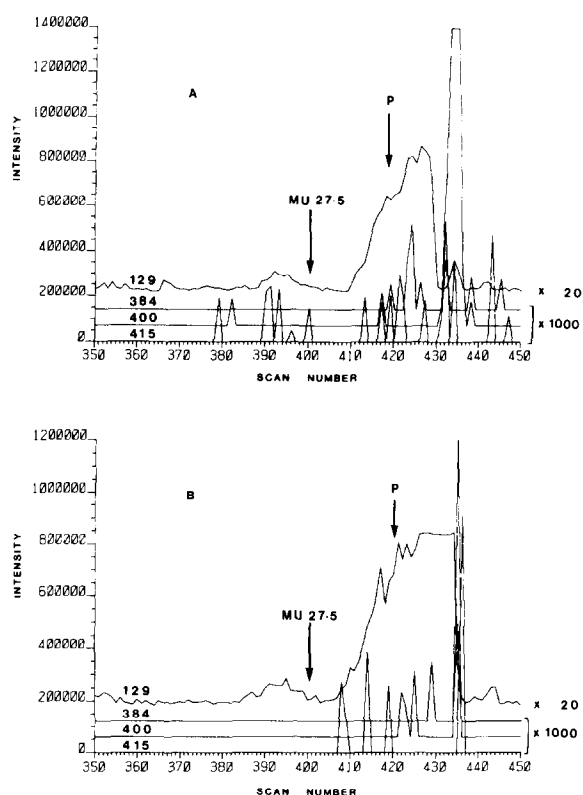 1400000
A
1200000
P
1000000
800000
INTENSITY
600000
MU 27·5
400000
129
x 20
200000
384
x 1000
400
415
0
350 360 370 380 390 400 410 420 430 440 450
SCAN NUMBER
1200000
B
P
1000000
800000
INTENSITY
600000
MU 27·5
400000
129
200000
x 20
384
x 1000
400
415
0
350 360 370 380 390 400 410 420 430 440 450
SCAN NUMBER